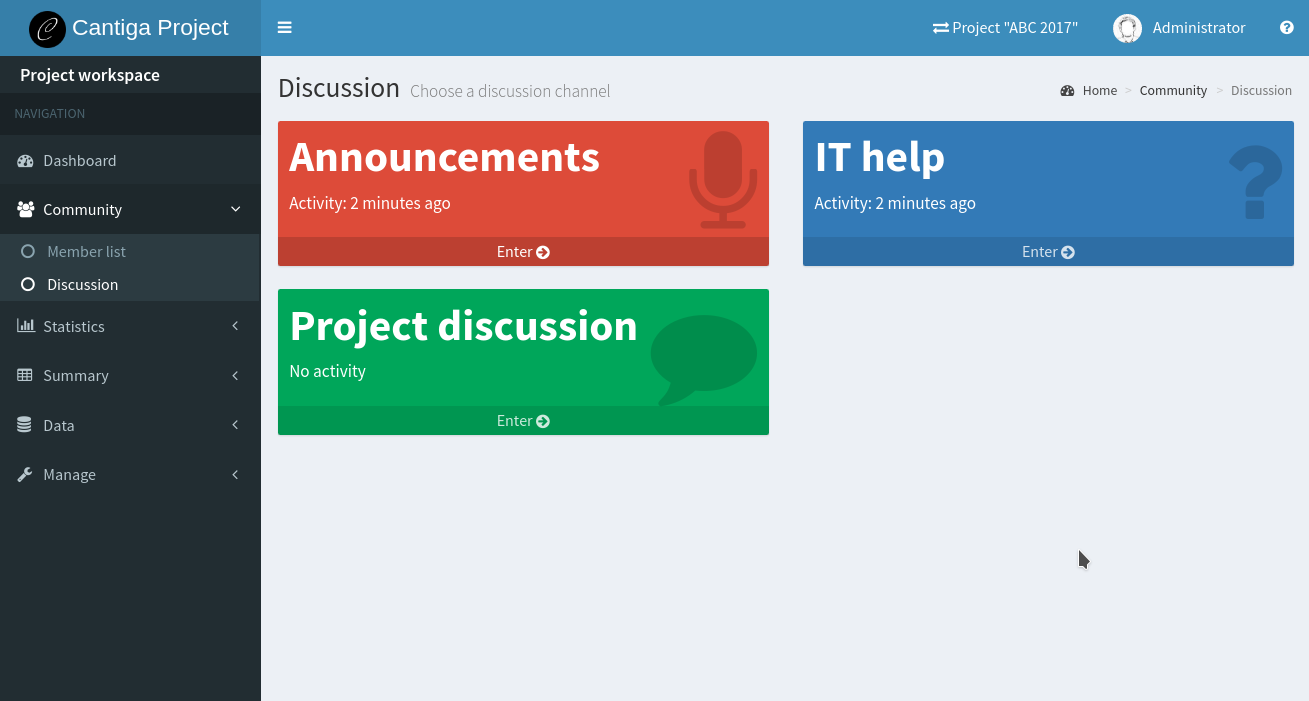 Cantiga Project
Project "ABC 2017"
Administrator
Project workspace
NAVIGATION
Dashboard
Community
Member list
Discussion
Statistics
Summary
Data
Manage
Discussion Choose a discussion channel
Home > Community > Discussion
Announcements
Activity: 2 minutes ago
Enter
IT help
Activity: 2 minutes ago
Enter
Project discussion
No activity
Enter